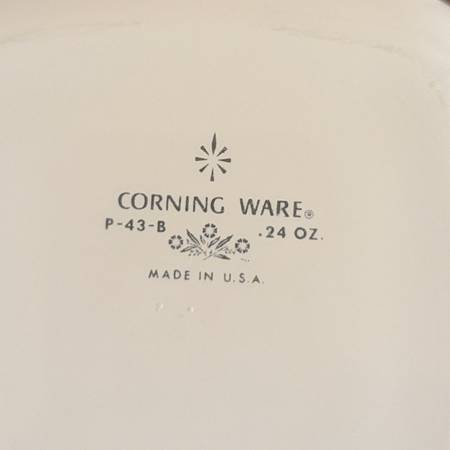 CORNING WARE®
P-43-B .24 OZ.
MADE IN U.S.A.